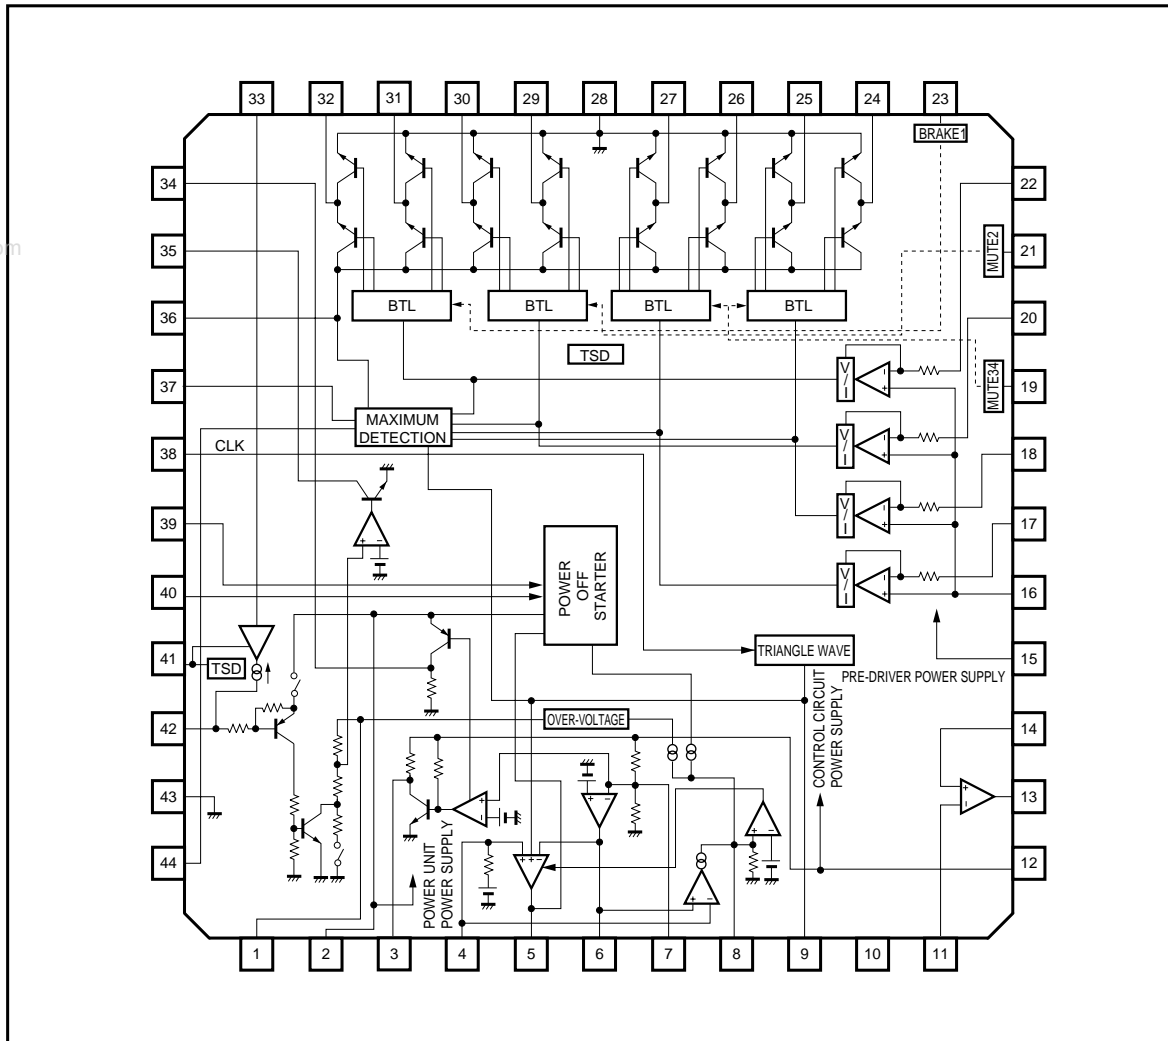 33 32 31 30 29 28 27 26 25 24 23
BRAKE1
34
22
35
MUTE2
21
om
BTL BTL BTL BTL
36
20
TSD
37
V/I
MUTE34
19
MAXIMUM
DETECTION
38
CLK
V/I
18
39
V/I
17
POWER
OFF
STARTER
40
V/I
16
41
TSD
TRIANGLE WAVE
15
PRE-DRIVER POWER SUPPLY
42
OVER-VOLTAGE
CONTROL CIRCUIT
POWER SUPPLY
14
43
13
44
POWER UNIT
POWER SUPPLY
12
1 2 3 4 5 6 7 8 9 10 11